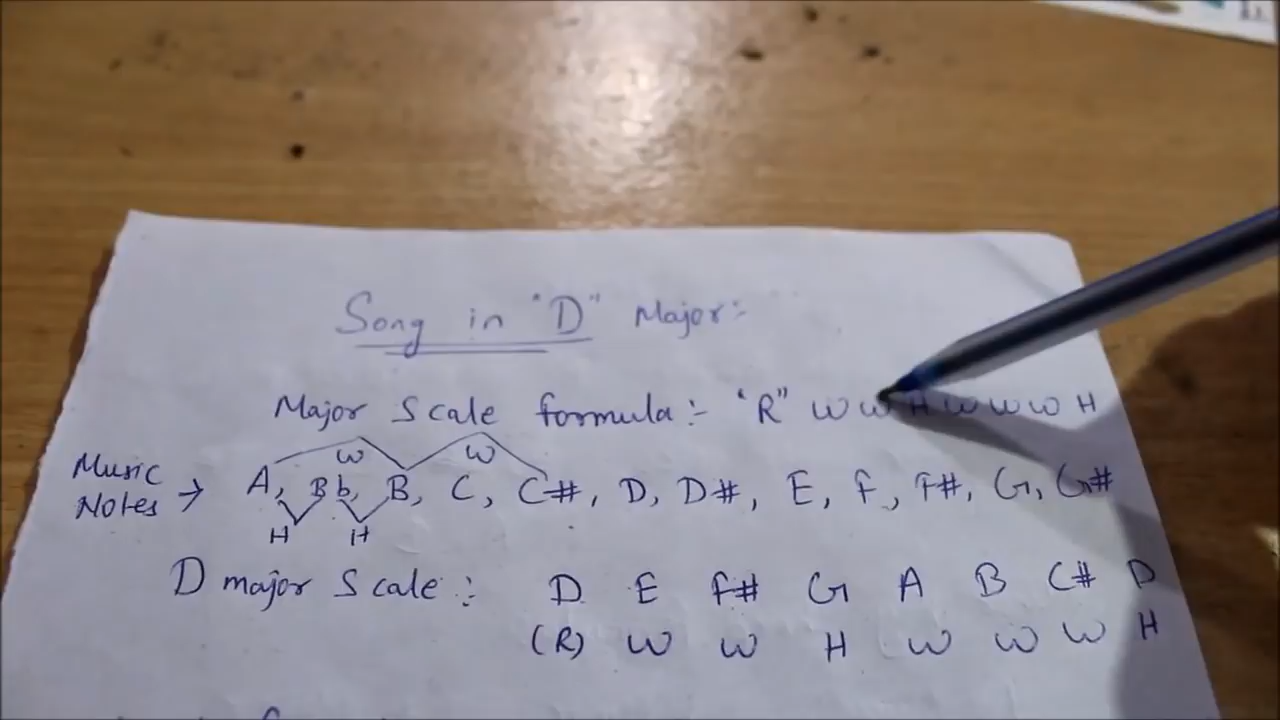 Song in "D" Major:-
Major Scale formula:- "R" W W H W W W H
W W
Music Notes → A, Bb, B, C, C#, D, D#, E, F, F#, G, G#
H H
D major Scale :- D E F# G A B C# D
(R) W W H W W W H